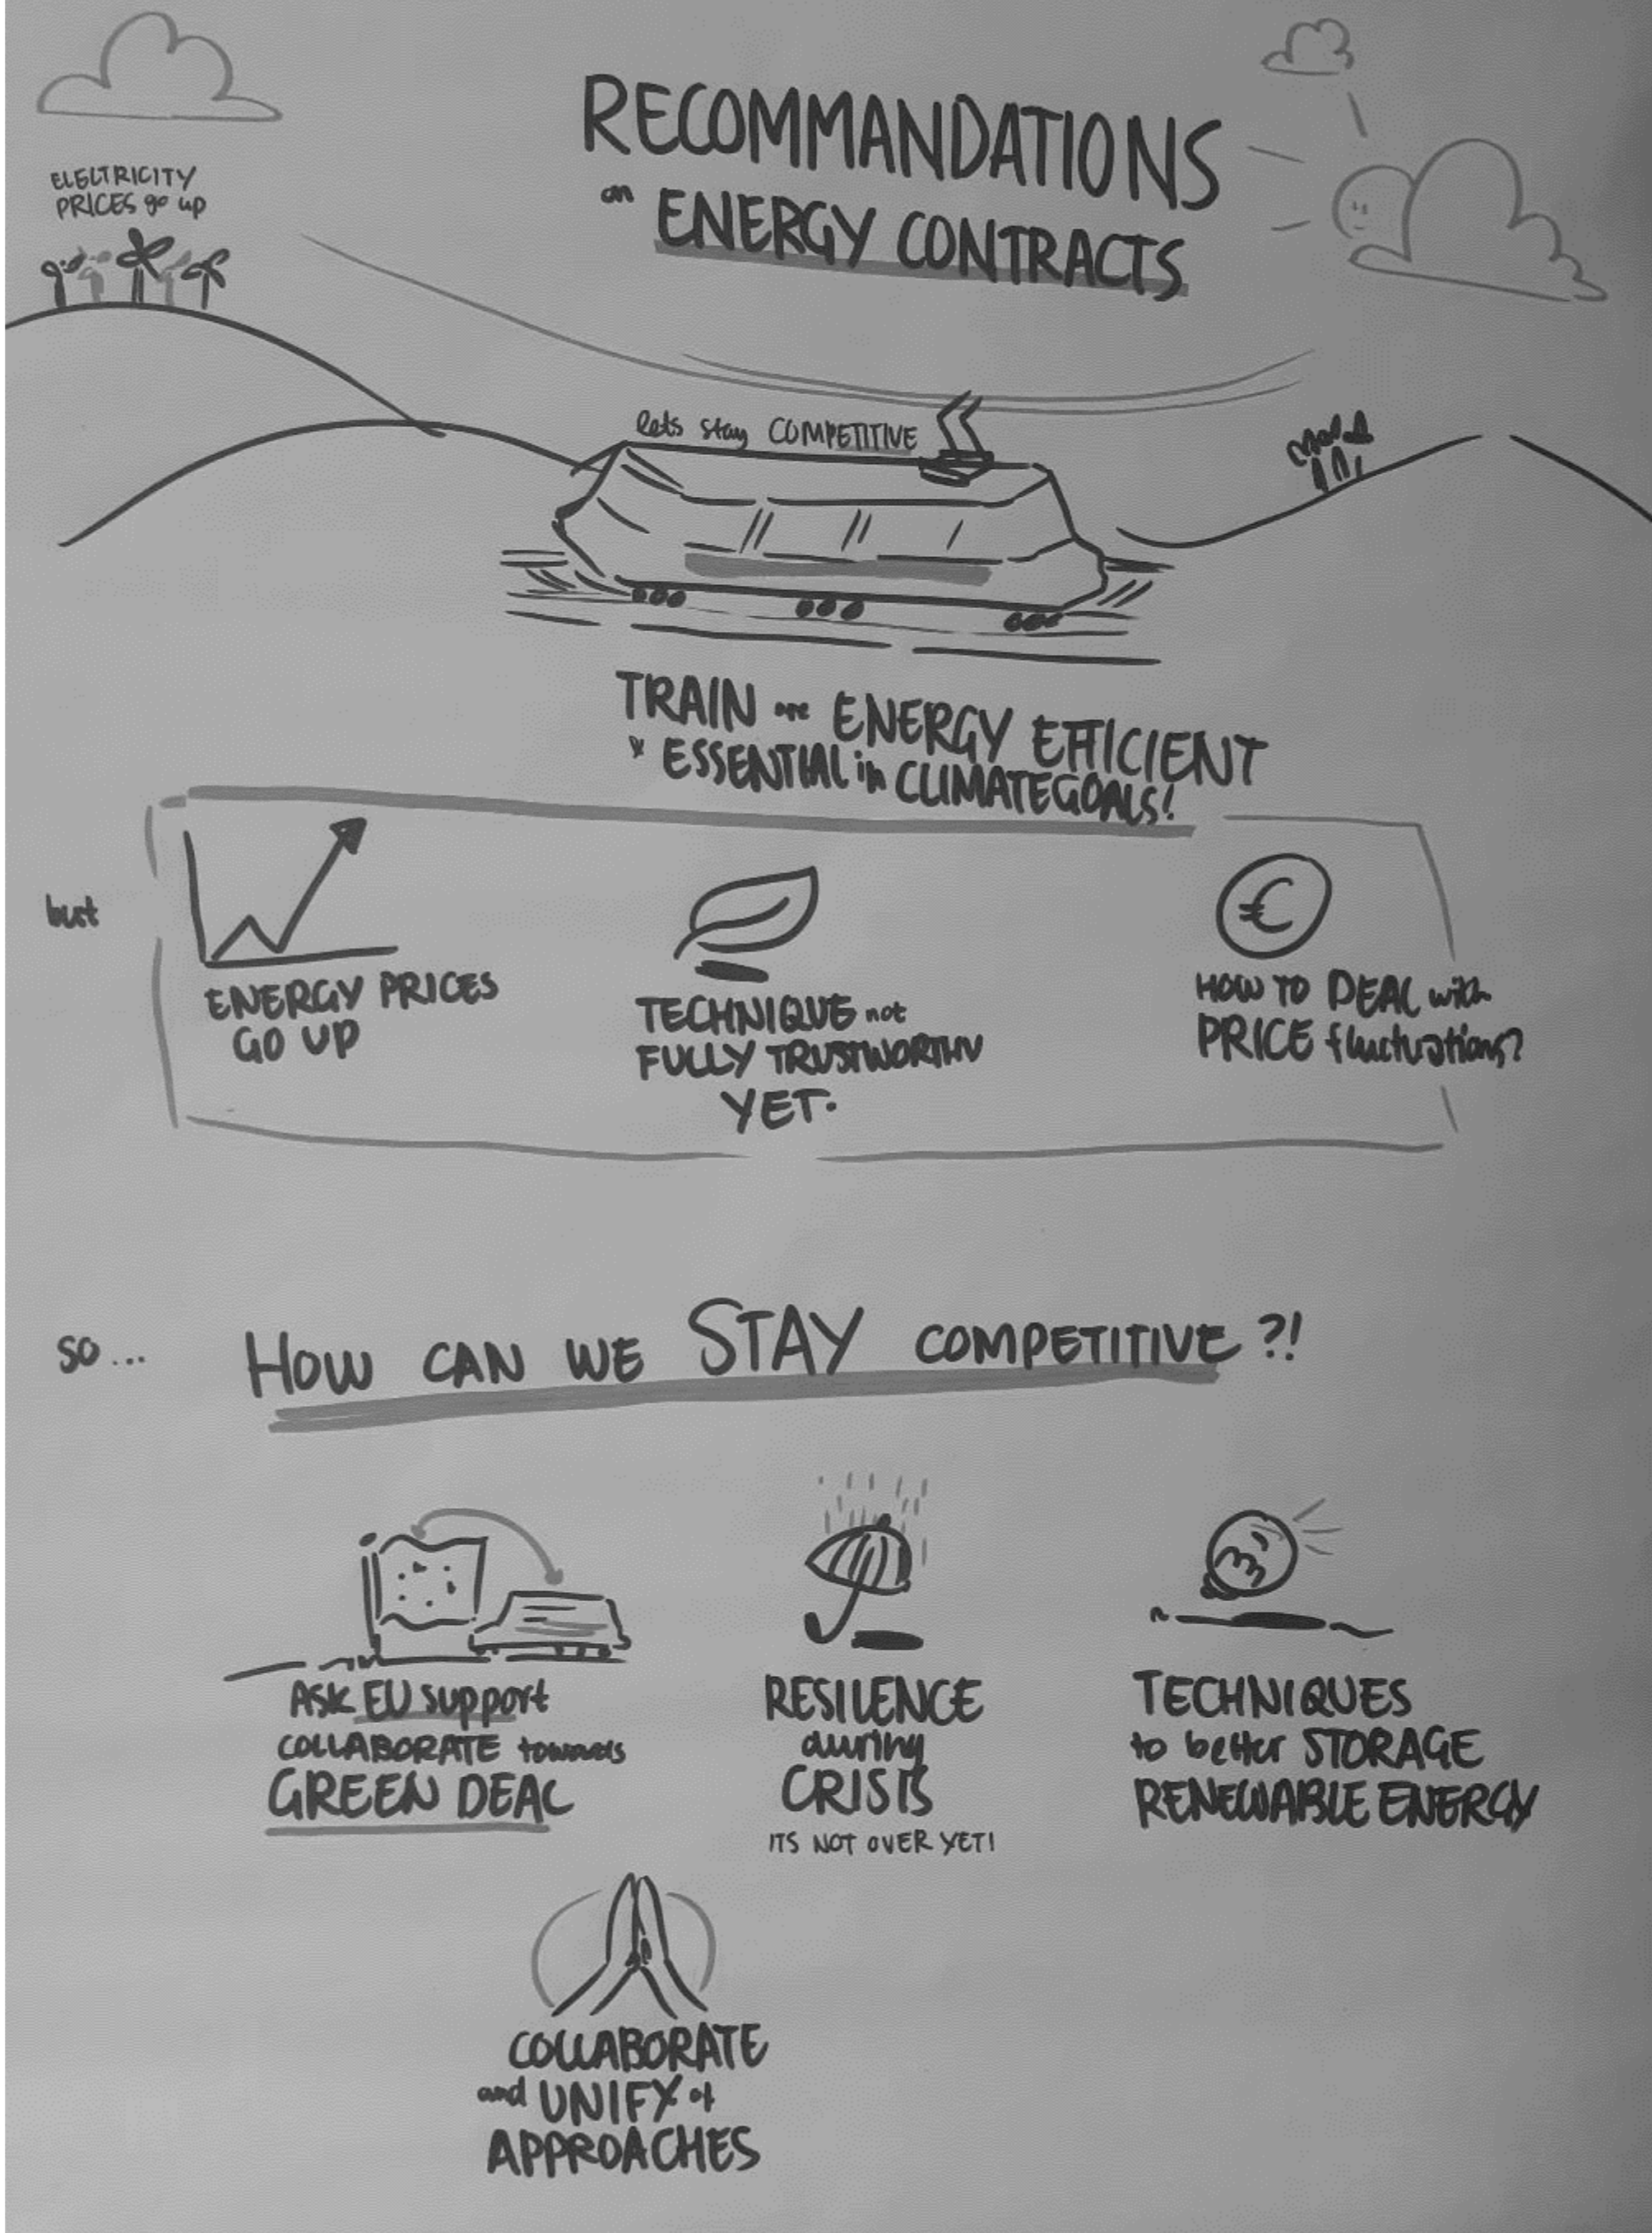 RECOMMANDATIONS
on ENERGY CONTRACTS
ELECTRICITY
PRICES go up
lets stay COMPETITIVE
TRAIN are ENERGY EFFICIENT
& ESSENTIAL in CLIMATEGOALS!
but
ENERGY PRICES
GO UP
TECHNIQUE not
FULLY TRUSTWORTHY
YET.
HOW TO DEAL with
PRICE fluctuations?
SO...
HOW CAN WE STAY COMPETITIVE?!
ASK EU support
COLLABORATE towards
GREEN DEAL
RESILENCE
during
CRISIS
ITS NOT OVER YET!
TECHNIQUES
to better STORAGE
RENEWABLE ENERGY
COLLABORATE
and UNIFY of
APPROACHES